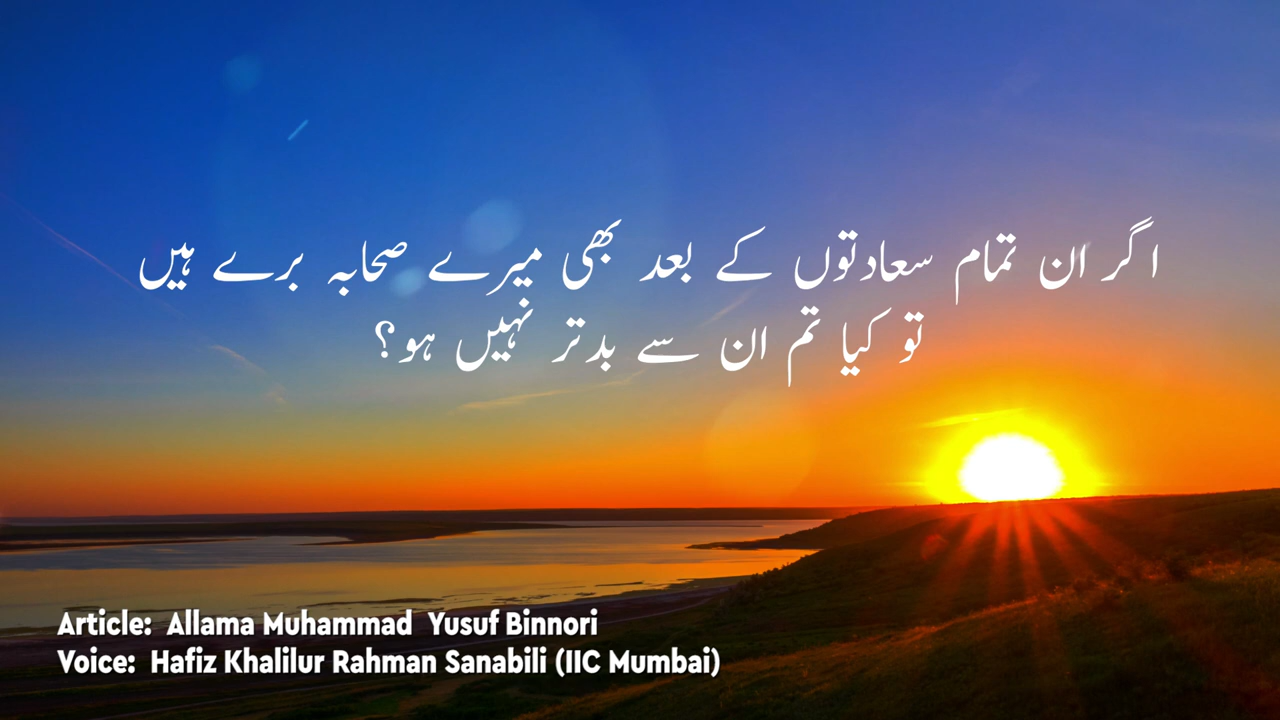 اگر ان تمام سعادتوں کے بعد بھی میرے صحابہ برے ہیں
تو کیا تم ان سے بدتر نہیں ہو؟
Article:  Allama Muhammad  Yusuf Binnori
Voice:  Hafiz Khalilur Rahman Sanabili (IIC Mumbai)